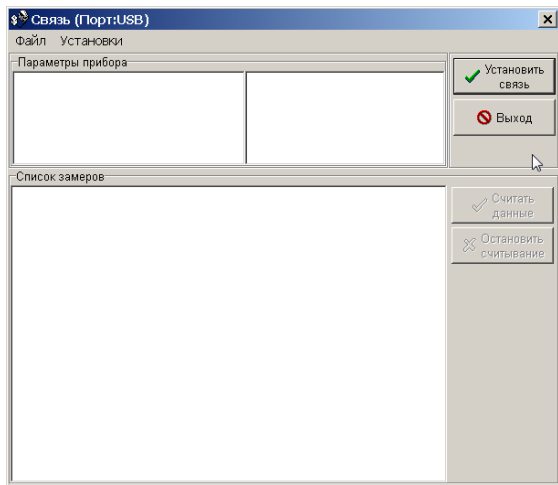 Связь (Порт:USB)
Файл Установки
Параметры прибора
Установить
связь
Выход
Список замеров
Считать
данные
Остановить
считывание